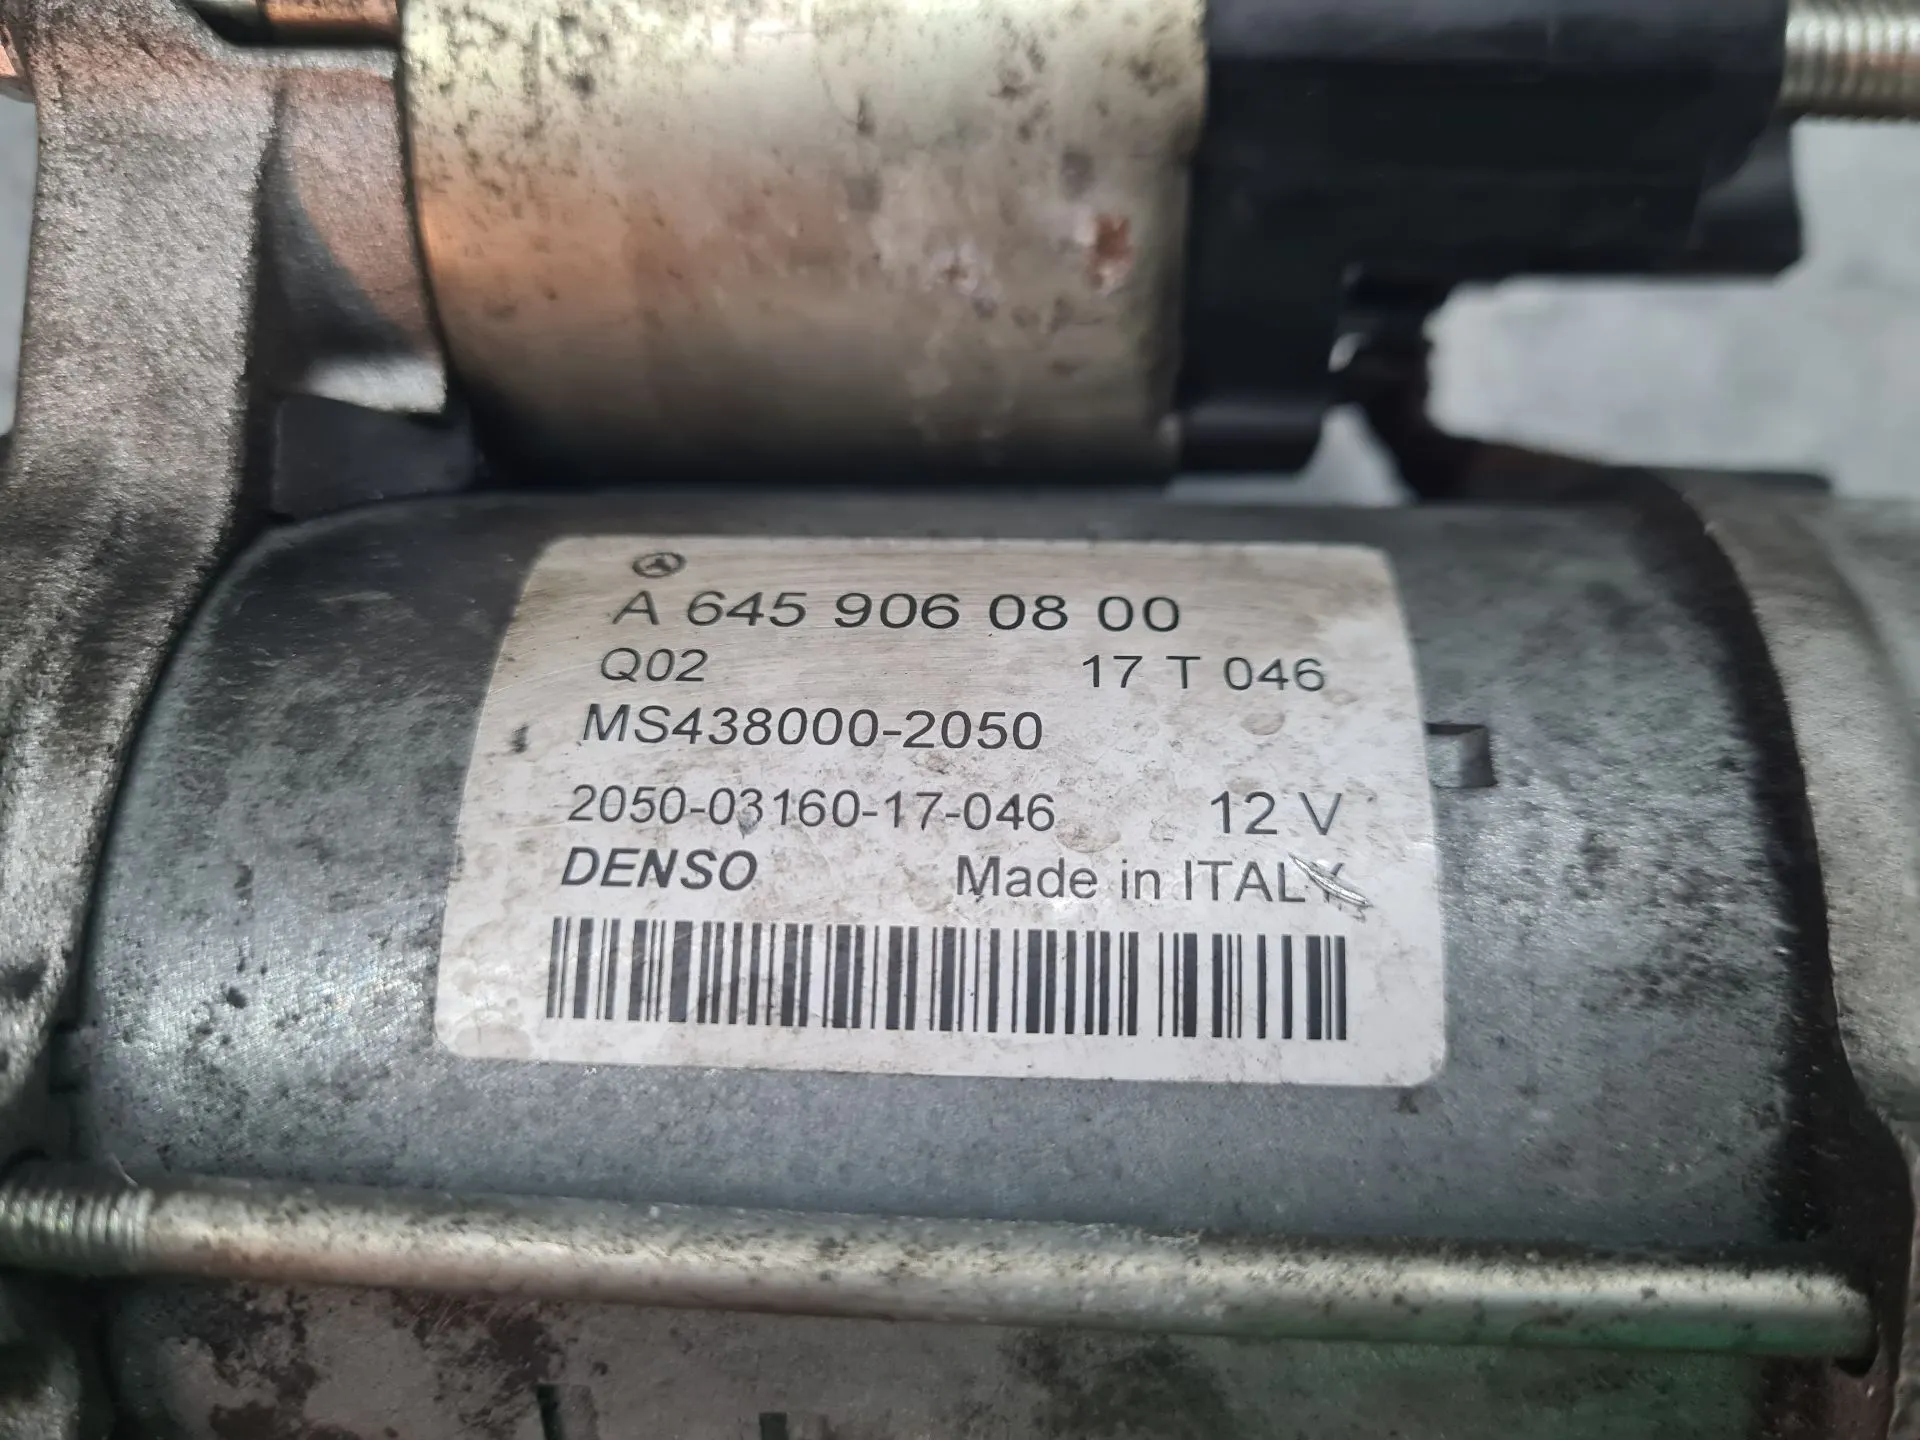 A 645 906 08 00
Q02 17 T 046
MS438000-2050
2050-03160-17-046 12 V
DENSO Made in ITALY